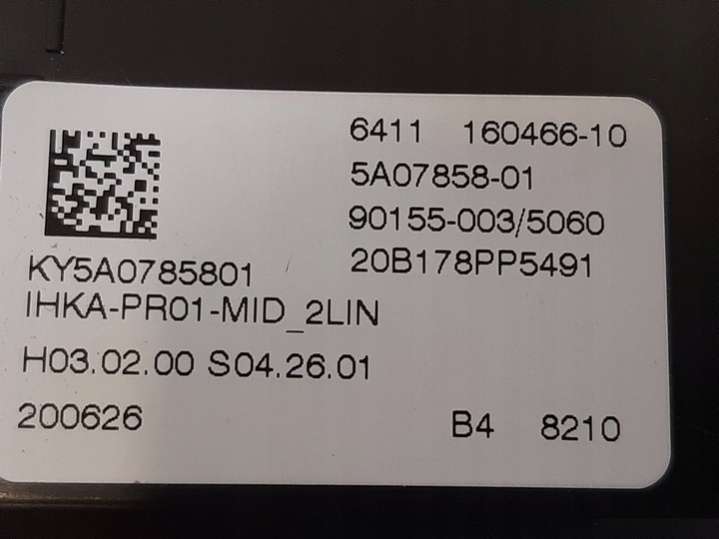 6411 160466-10
5A07858-01
90155-003/5060
20B178PP5491
KY5A0785801
IHKA-PR01-MID_2LIN
H03.02.00 S04.26.01
200626
B4 8210